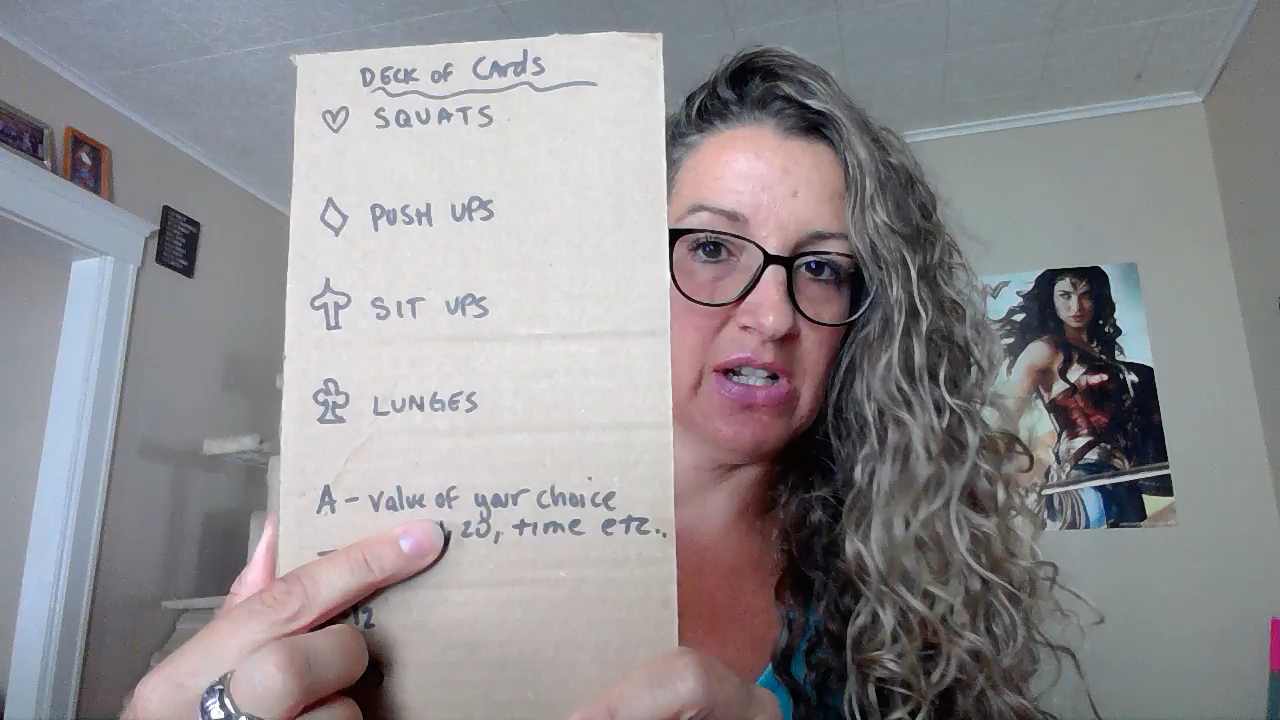 DECK OF CARdS
♡ SQUATS
♢ PUSH UPS
♤ SIT UPS
♧ LUNGES
A - value of your choice
20, time etc..
12